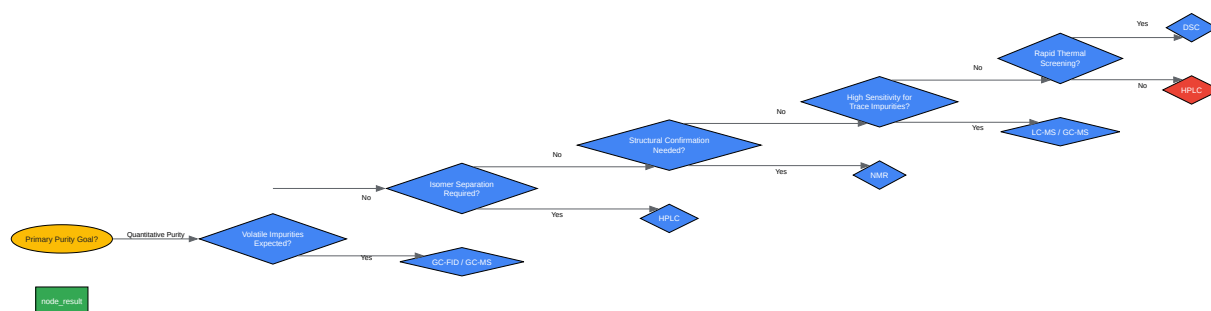 Primary Purity Goal?
Quantitative Purity
Volatile Impurities
Expected?
Yes
GC-FID / GC-MS
No
Isomer Separation
Required?
Yes
HPLC
No
Structural Confirmation
Needed?
Yes
NMR
No
High Sensitivity for
Trace Impurities?
Yes
LC-MS / GC-MS
No
Rapid Thermal
Screening?
Yes
DSC
No
HPLC
node_result